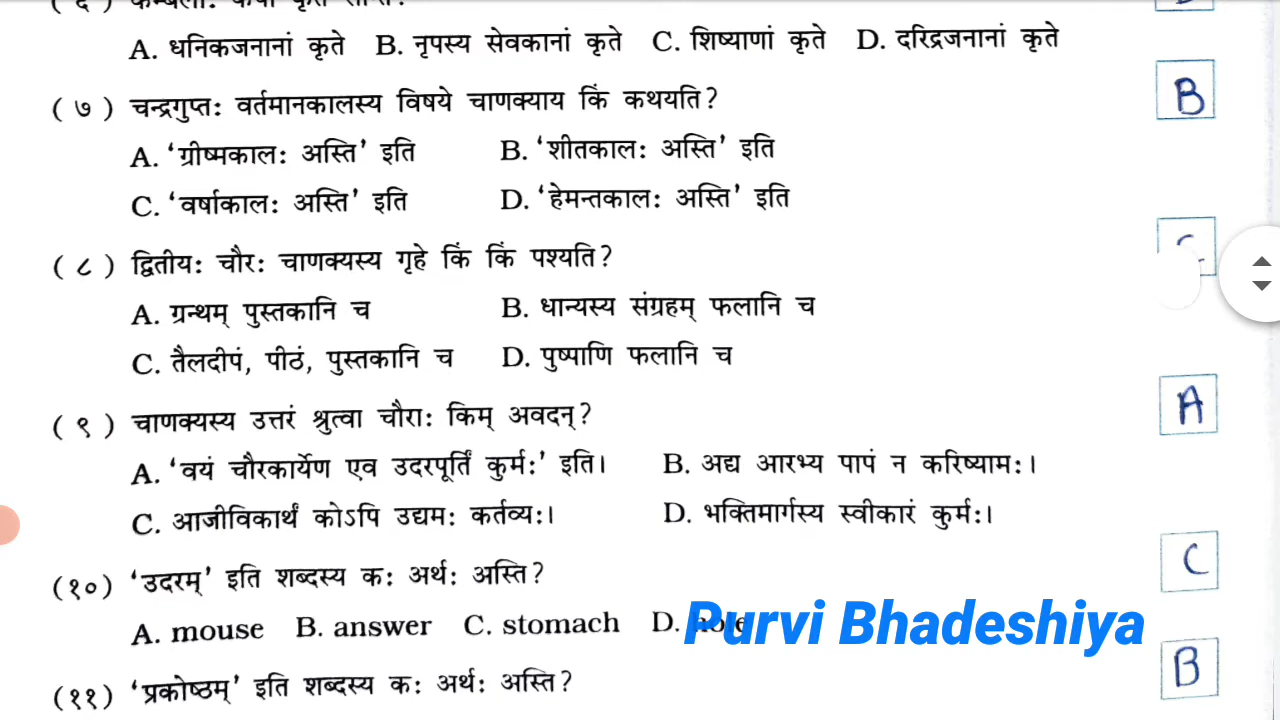 A. धनिकजनानां कृते B. नृपस्य सेवकानां कृते C. शिष्याणां कृते D. दरिद्रजनानां कृते
( ७ ) चन्द्रगुप्तः वर्तमानकालस्य विषये चाणक्याय किं कथयति? B
A. ‘ग्रीष्मकालः अस्ति’ इति B. ‘शीतकालः अस्ति’ इति
C. ‘वर्षाकालः अस्ति’ इति D. ‘हेमन्तकालः अस्ति’ इति
( ८ ) द्वितीयः चौरः चाणक्यस्य गृहे किं किं पश्यति?
A. ग्रन्थम् पुस्तकानि च B. धान्यस्य संग्रहम् फलानि च
C. तैलदीपं, पीठं, पुस्तकानि च D. पुष्पाणि फलानि च
( ९ ) चाणक्यस्य उत्तरं श्रुत्वा चौराः किम् अवदन्? A
A. ‘वयं चौरकार्येण एव उदरपूर्तिं कुर्मः’ इति। B. अद्य आरभ्य पापं न करिष्यामः।
C. आजीविकार्थं कोऽपि उद्यमः कर्तव्यः। D. भक्तिमार्गस्य स्वीकारं कुर्मः।
(१०) ‘उदरम्’ इति शब्दस्य कः अर्थः अस्ति? C
A. mouse B. answer C. stomach D.
Purvi Bhadeshiya
(११) ‘प्रकोष्ठम्’ इति शब्दस्य कः अर्थः अस्ति? B